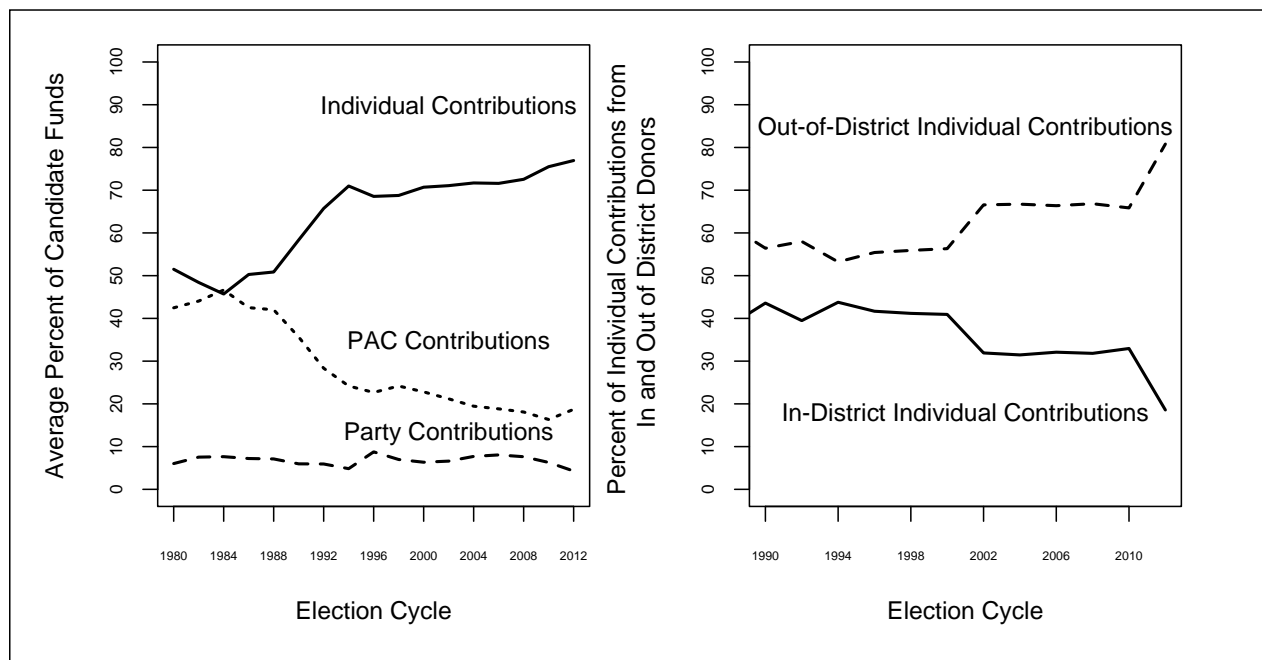 Average Percent of Candidate Funds
100
90
80
70
60
50
40
30
20
10
0
Individual Contributions
PAC Contributions
Party Contributions
1980 1984 1988 1992 1996 2000 2004 2008 2012
Election Cycle
Percent of Individual Contributions from
In and Out of District Donors
100
90
80
70
60
50
40
30
20
10
0
Out-of-District Individual Contributions
In-District Individual Contributions
1990 1994 1998 2002 2006 2010
Election Cycle